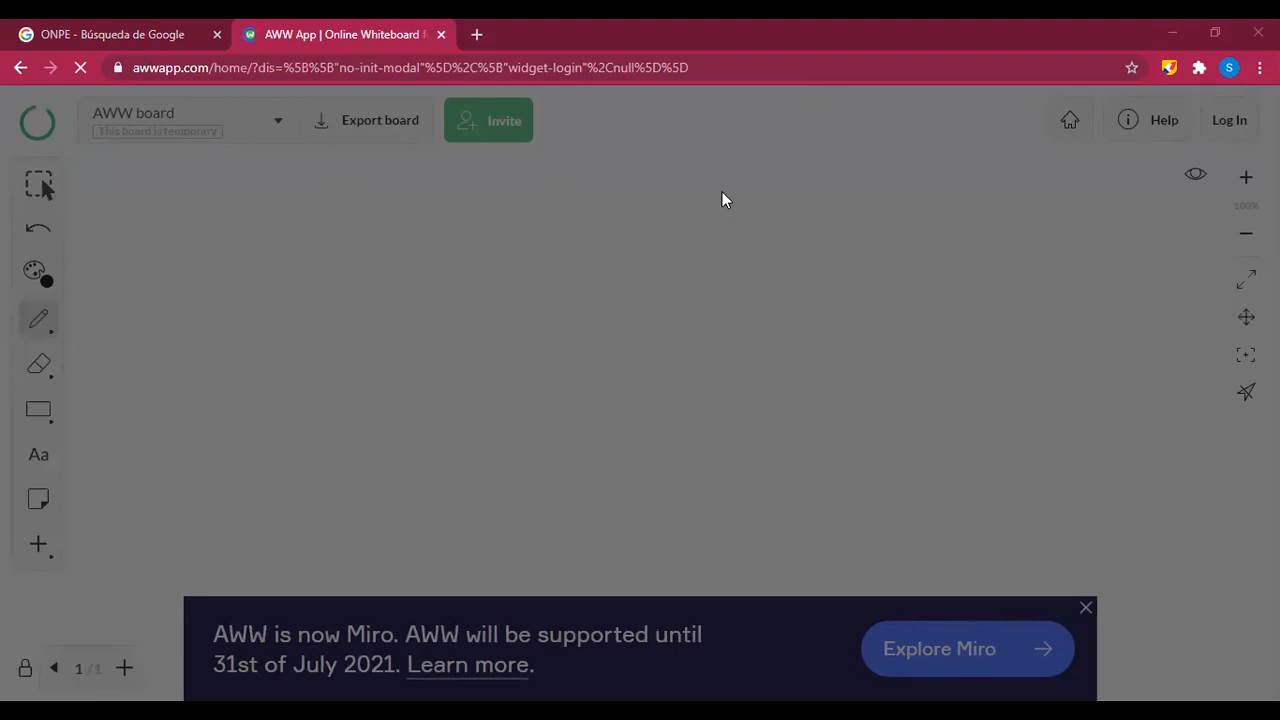 ONPE - Búsqueda de Google
AWW App | Online Whiteboard f
awwapp.com/home/?dis=%5B%5B"no-init-modal"%5D%2C%5B"widget-login"%2Cnull%5D%5D
S
AWW board
This board is temporary
Export board
Invite
Help
Log In
100%
Aa
AWW is now Miro. AWW will be supported until
31st of July 2021. Learn more.
Explore Miro
1 / 1